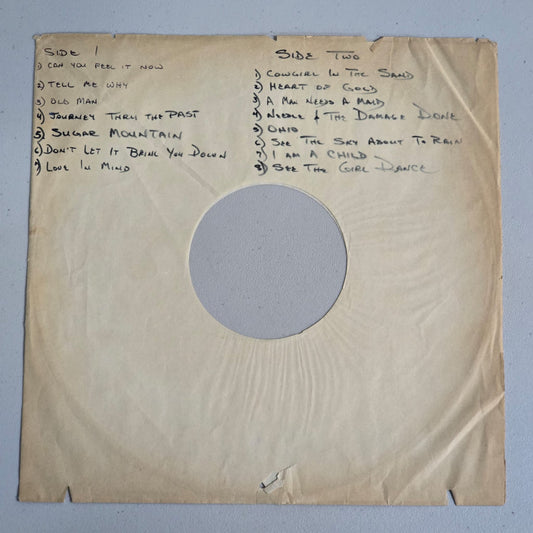 SIDE 1
1) CAN YOU FEEL IT NOW
2) TELL ME WHY
3) OLD MAN
4) JOURNEY THRU THE PAST
5) SUGAR MOUNTAIN
6) DON'T LET IT BRING YOU DOWN
7) LOVE IN MIND
SIDE TWO
1) COWGIRL IN THE SAND
2) HEART OF GOLD
3) A MAN NEEDS A MAID
4) NEEDLE & THE DAMAGE DONE
5) OHIO
6) SEE THE SKY ABOUT TO RAIN
7) I AM A CHILD
8) SEE THE GIRL DANCE